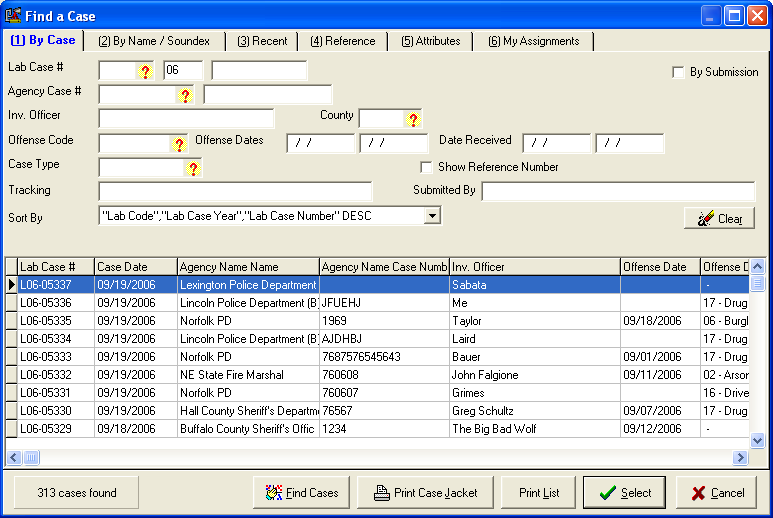 Find a Case
(1) By Case (2) By Name / Soundex (3) Recent (4) Reference (5) Attributes (6) My Assignments
Lab Case # ? 06 By Submission
Agency Case # ?
Inv. Officer County ?
Offense Code ? Offense Dates / / / / Date Received / / / /
Case Type ? Show Reference Number
Tracking Submitted By
Sort By "Lab Code","Lab Case Year","Lab Case Number" DESC Clear
Lab Case # Case Date Agency Name Name Agency Name Case Numb Inv. Officer Offense Date Offense D
L06-05337 09/19/2006 Lexington Police Department Sabata -
L06-05336 09/19/2006 Lincoln Police Department (B) JFUEHJ Me 17 - Drug
L06-05335 09/19/2006 Norfolk PD 1969 Taylor 09/18/2006 06 - Burgl
L06-05334 09/19/2006 Lincoln Police Department (B) AJDHBJ Laird 17 - Drug
L06-05333 09/19/2006 Norfolk PD 7687576545643 Bauer 09/01/2006 17 - Drug
L06-05332 09/19/2006 NE State Fire Marshal 760608 John Falgione 09/11/2006 02 - Arson
L06-05331 09/19/2006 Norfolk PD 760607 Grimes 16 - Drive
L06-05330 09/19/2006 Hall County Sheriff's Departme 76567 Greg Schultz 09/07/2006 17 - Drug
L06-05329 09/18/2006 Buffalo County Sheriff's Offic 1234 The Big Bad Wolf 09/12/2006 -
313 cases found Find Cases Print Case Jacket Print List Select Cancel